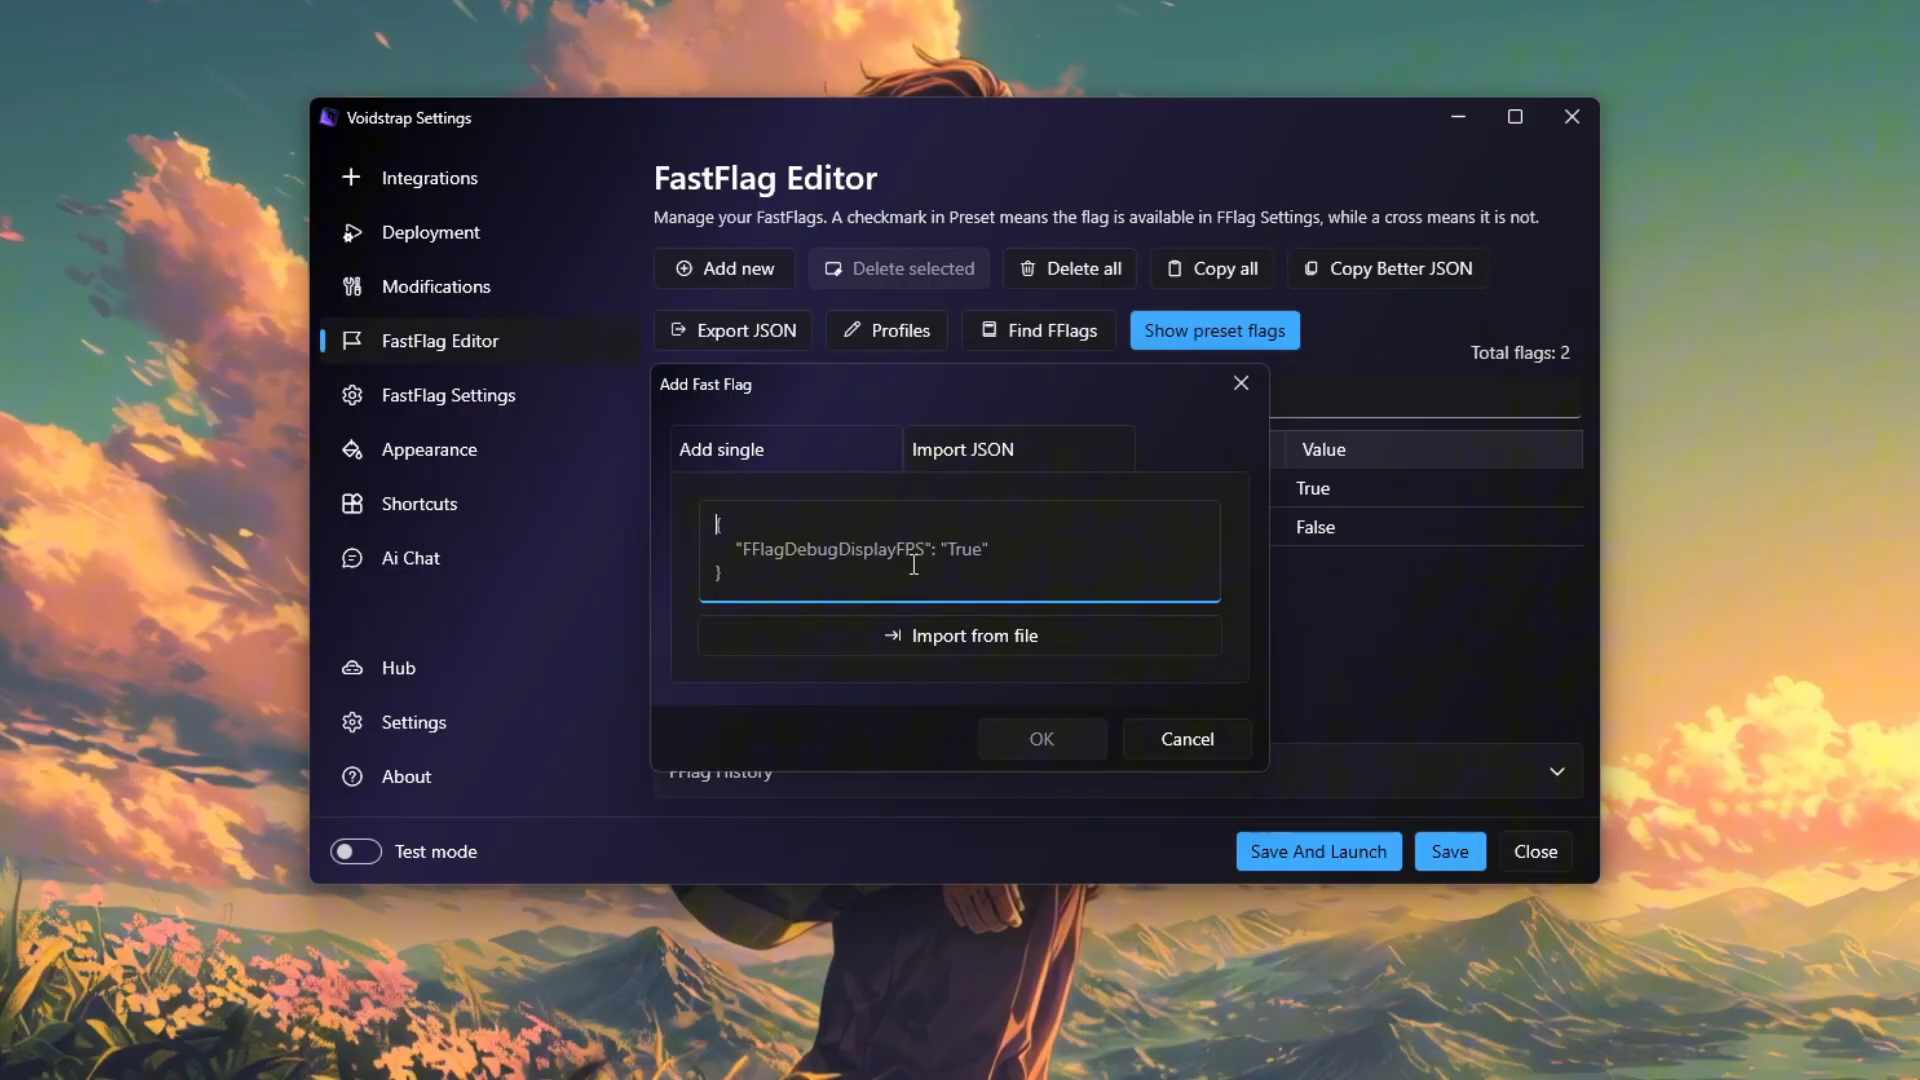 Voidstrap Settings
Integrations
Deployment
Modifications
FastFlag Editor
FastFlag Settings
Appearance
Shortcuts
Ai Chat
Hub
Settings
About
Test mode
FastFlag Editor
Manage your FastFlags. A checkmark in Preset means the flag is available in FFlag Settings, while a cross means it is not.
Add new
Delete selected
Delete all
Copy all
Copy Better JSON
Export JSON
Profiles
Find FFlags
Show preset flags
Total flags: 2
Add Fast Flag
Add single
Import JSON
{
"FFlagDebugDisplayFPS": "True"
}
Import from file
OK
Cancel
Value
True
False
FFlag History
Save And Launch
Save
Close